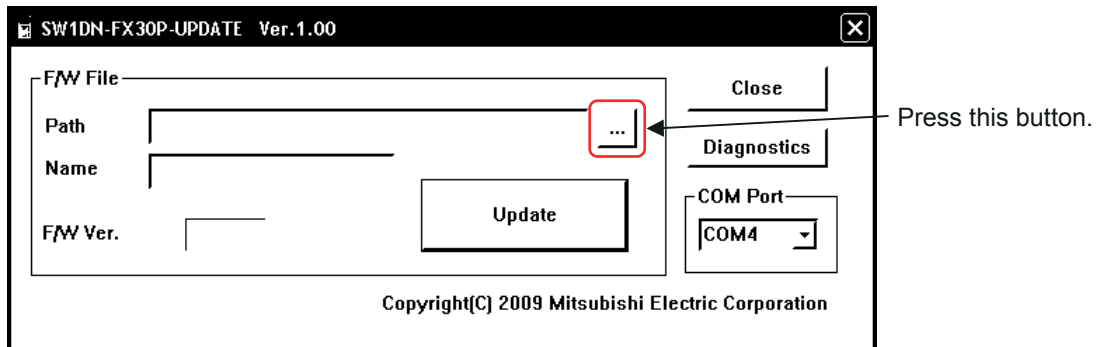 SW1DN-FX30P-UPDATE Ver.1.00
F/W File
Path
...
Name
F/W Ver.
Update
Close
Diagnostics
COM Port
COM4
Press this button.
Copyright(C) 2009 Mitsubishi Electric Corporation